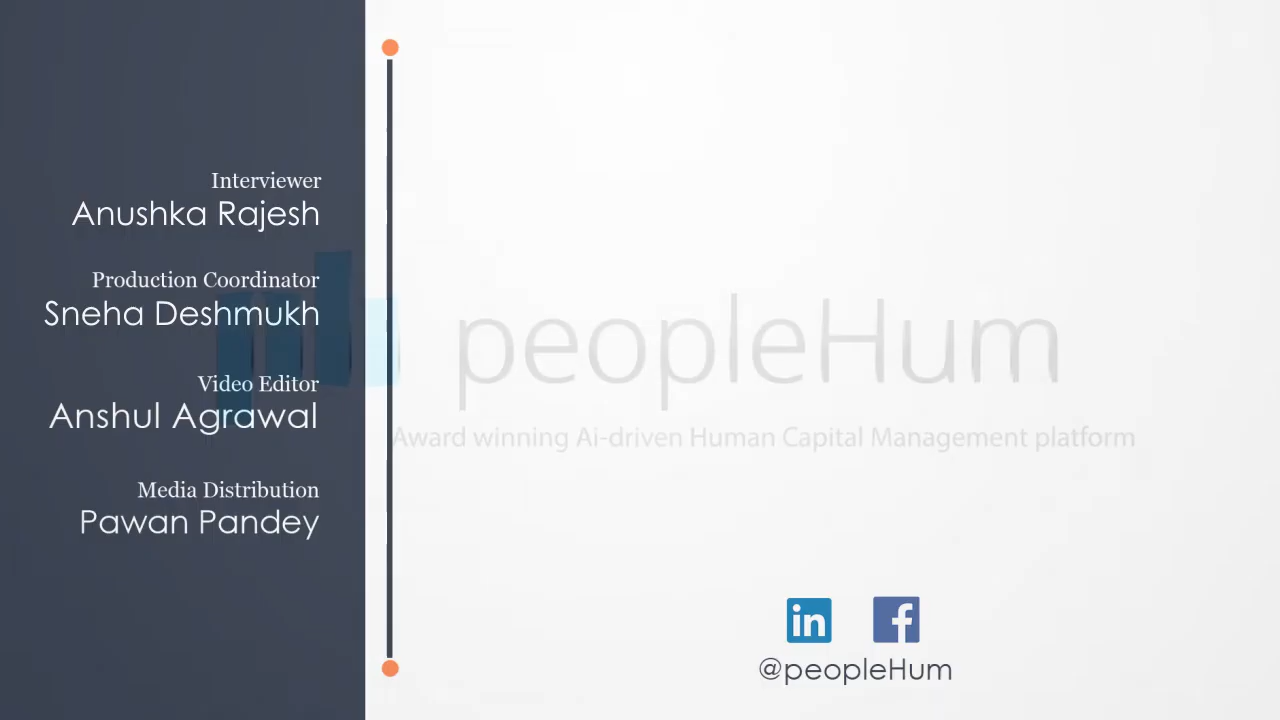 Interviewer
Anushka Rajesh
Production Coordinator
Sneha Deshmukh
Video Editor
Anshul Agrawal
Media Distribution
Pawan Pandey
peopleHum
Award winning Ai-driven Human Capital Management platform
in f
@peopleHum